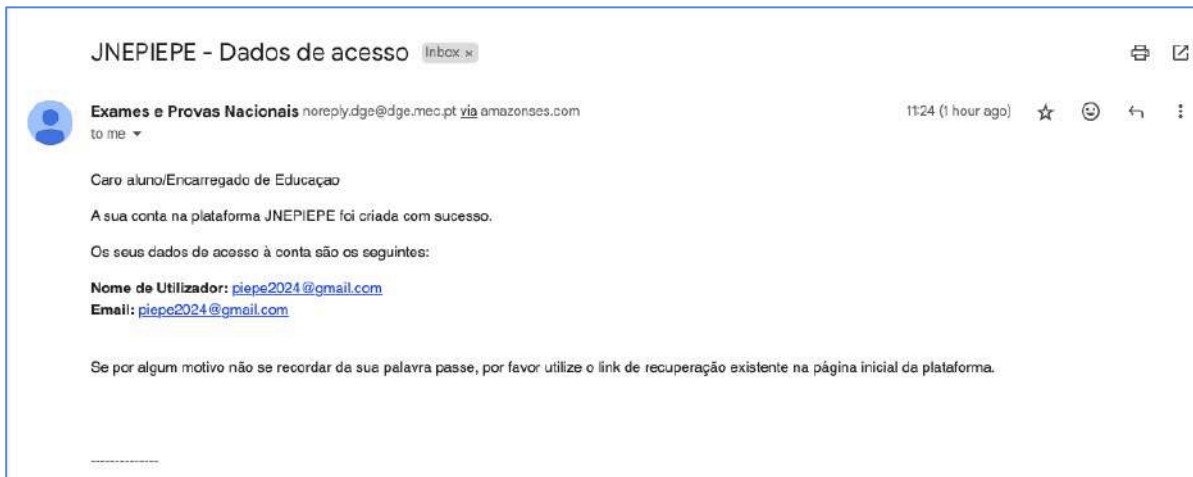 JNEPIEPE - Dados de acesso Inbox ×
Exames e Provas Nacionais noreply.dge@dge.mec.pt via amazonses.com 11:24 (1 hour ago)
to me
Caro aluno/Encarregado de Educaçao
A sua conta na plataforma JNEPIEPE foi criada com sucesso.
Os seus dados de acesso à conta são os seguintes:
Nome de Utilizador: piepe2024@gmail.com
Email: piepe2024@gmail.com
Se por algum motivo não se recordar da sua palavra passe, por favor utilize o link de recuperação existente na página inicial da plataforma.
--------------